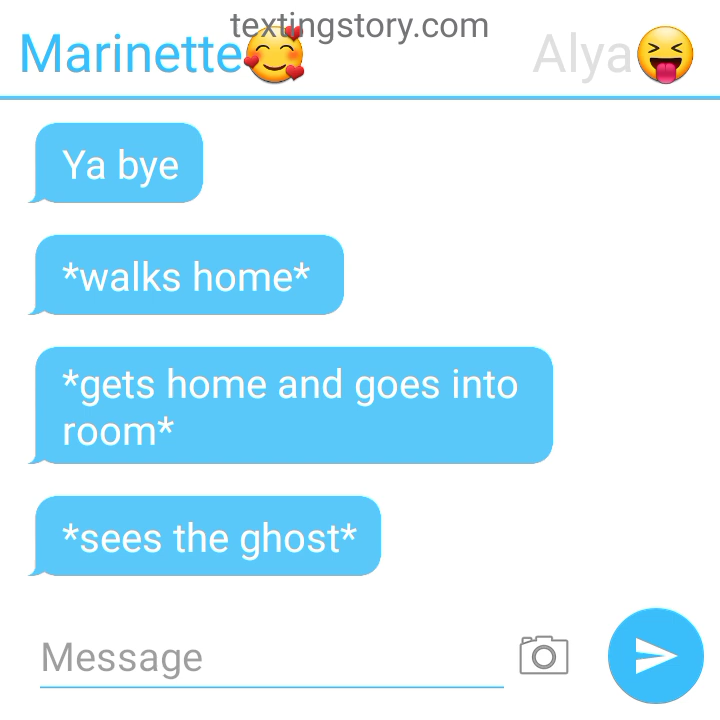 textingstory.com
Marinette🥰 Alya😝
Ya bye
*walks home*
*gets home and goes into
room*
*sees the ghost*
Message